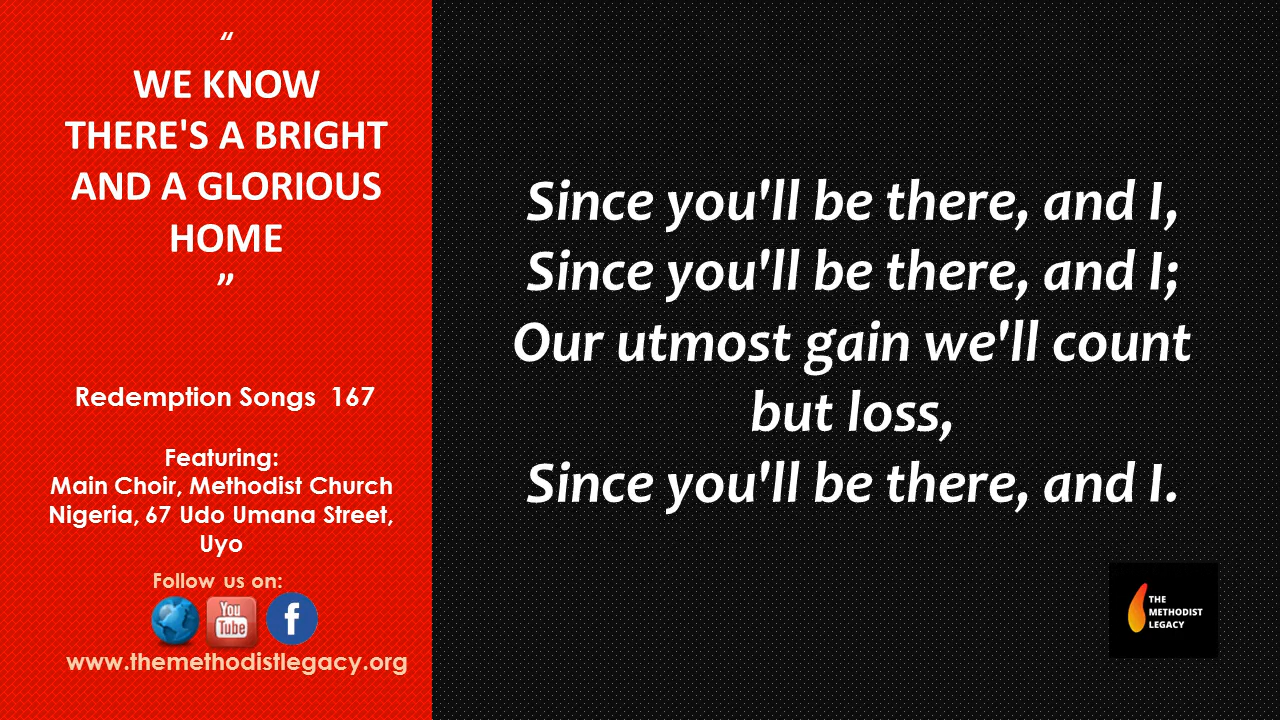 “
WE KNOW
THERE'S A BRIGHT
AND A GLORIOUS
HOME
”
Redemption Songs 167
Featuring:
Main Choir, Methodist Church
Nigeria, 67 Udo Umana Street,
Uyo
Follow us on:
You
Tube
f
www.themethodistlegacy.org
Since you'll be there, and I,
Since you'll be there, and I;
Our utmost gain we'll count
but loss,
Since you'll be there, and I.
THE
METHODIST
LEGACY